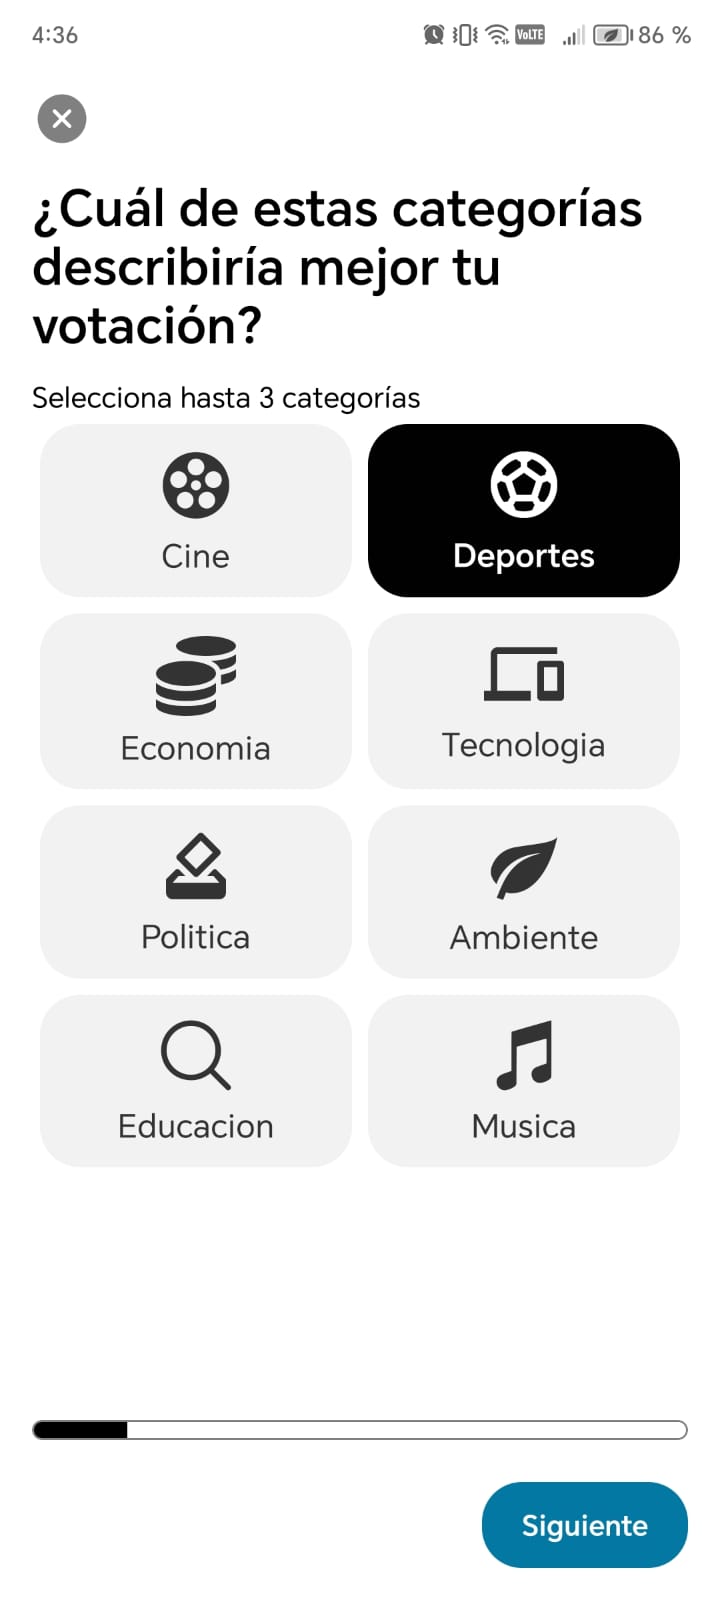 4:36
VoLTE
86 %
¿Cuál de estas categorías
describiría mejor tu
votación?
Selecciona hasta 3 categorías
Cine
Deportes
Economia
Tecnologia
Politica
Ambiente
Educacion
Musica
Siguiente